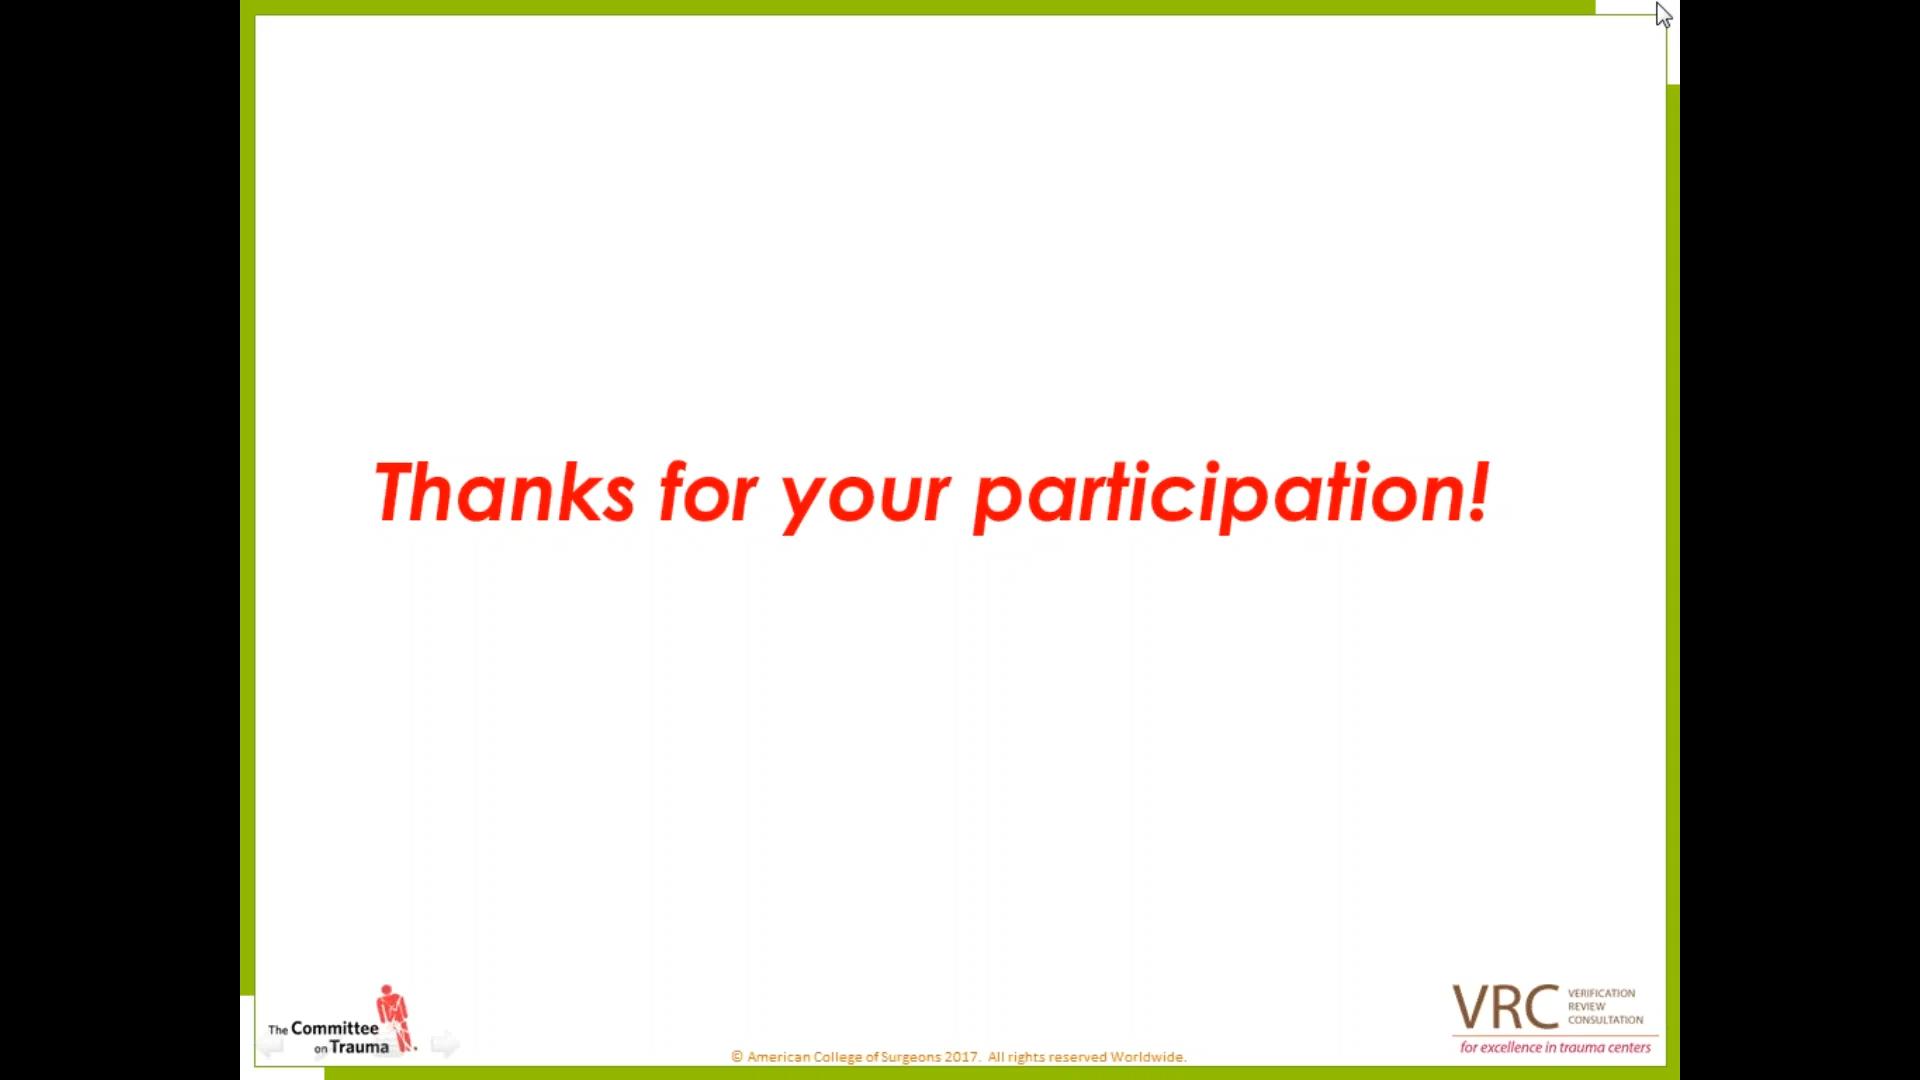 Thanks for your participation!
The Committee
on Trauma
© American College of Surgeons 2017. All rights reserved Worldwide.
VRC
VERIFICATION
REVIEW
CONSULTATION
for excellence in trauma centers